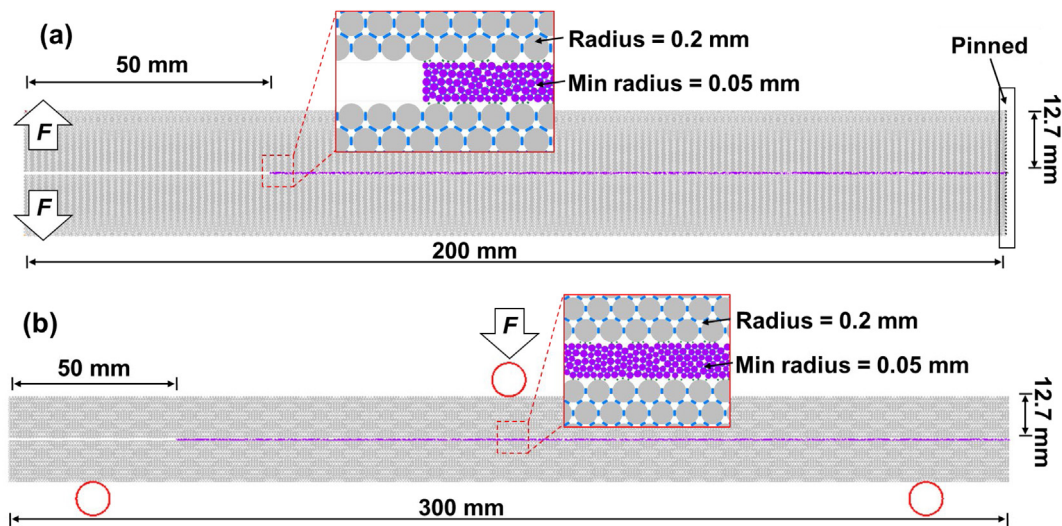 (a)
50 mm
Radius = 0.2 mm
Min radius = 0.05 mm
Pinned
12.7 mm
F
F
200 mm
(b)
50 mm
F
Radius = 0.2 mm
Min radius = 0.05 mm
12.7 mm
300 mm